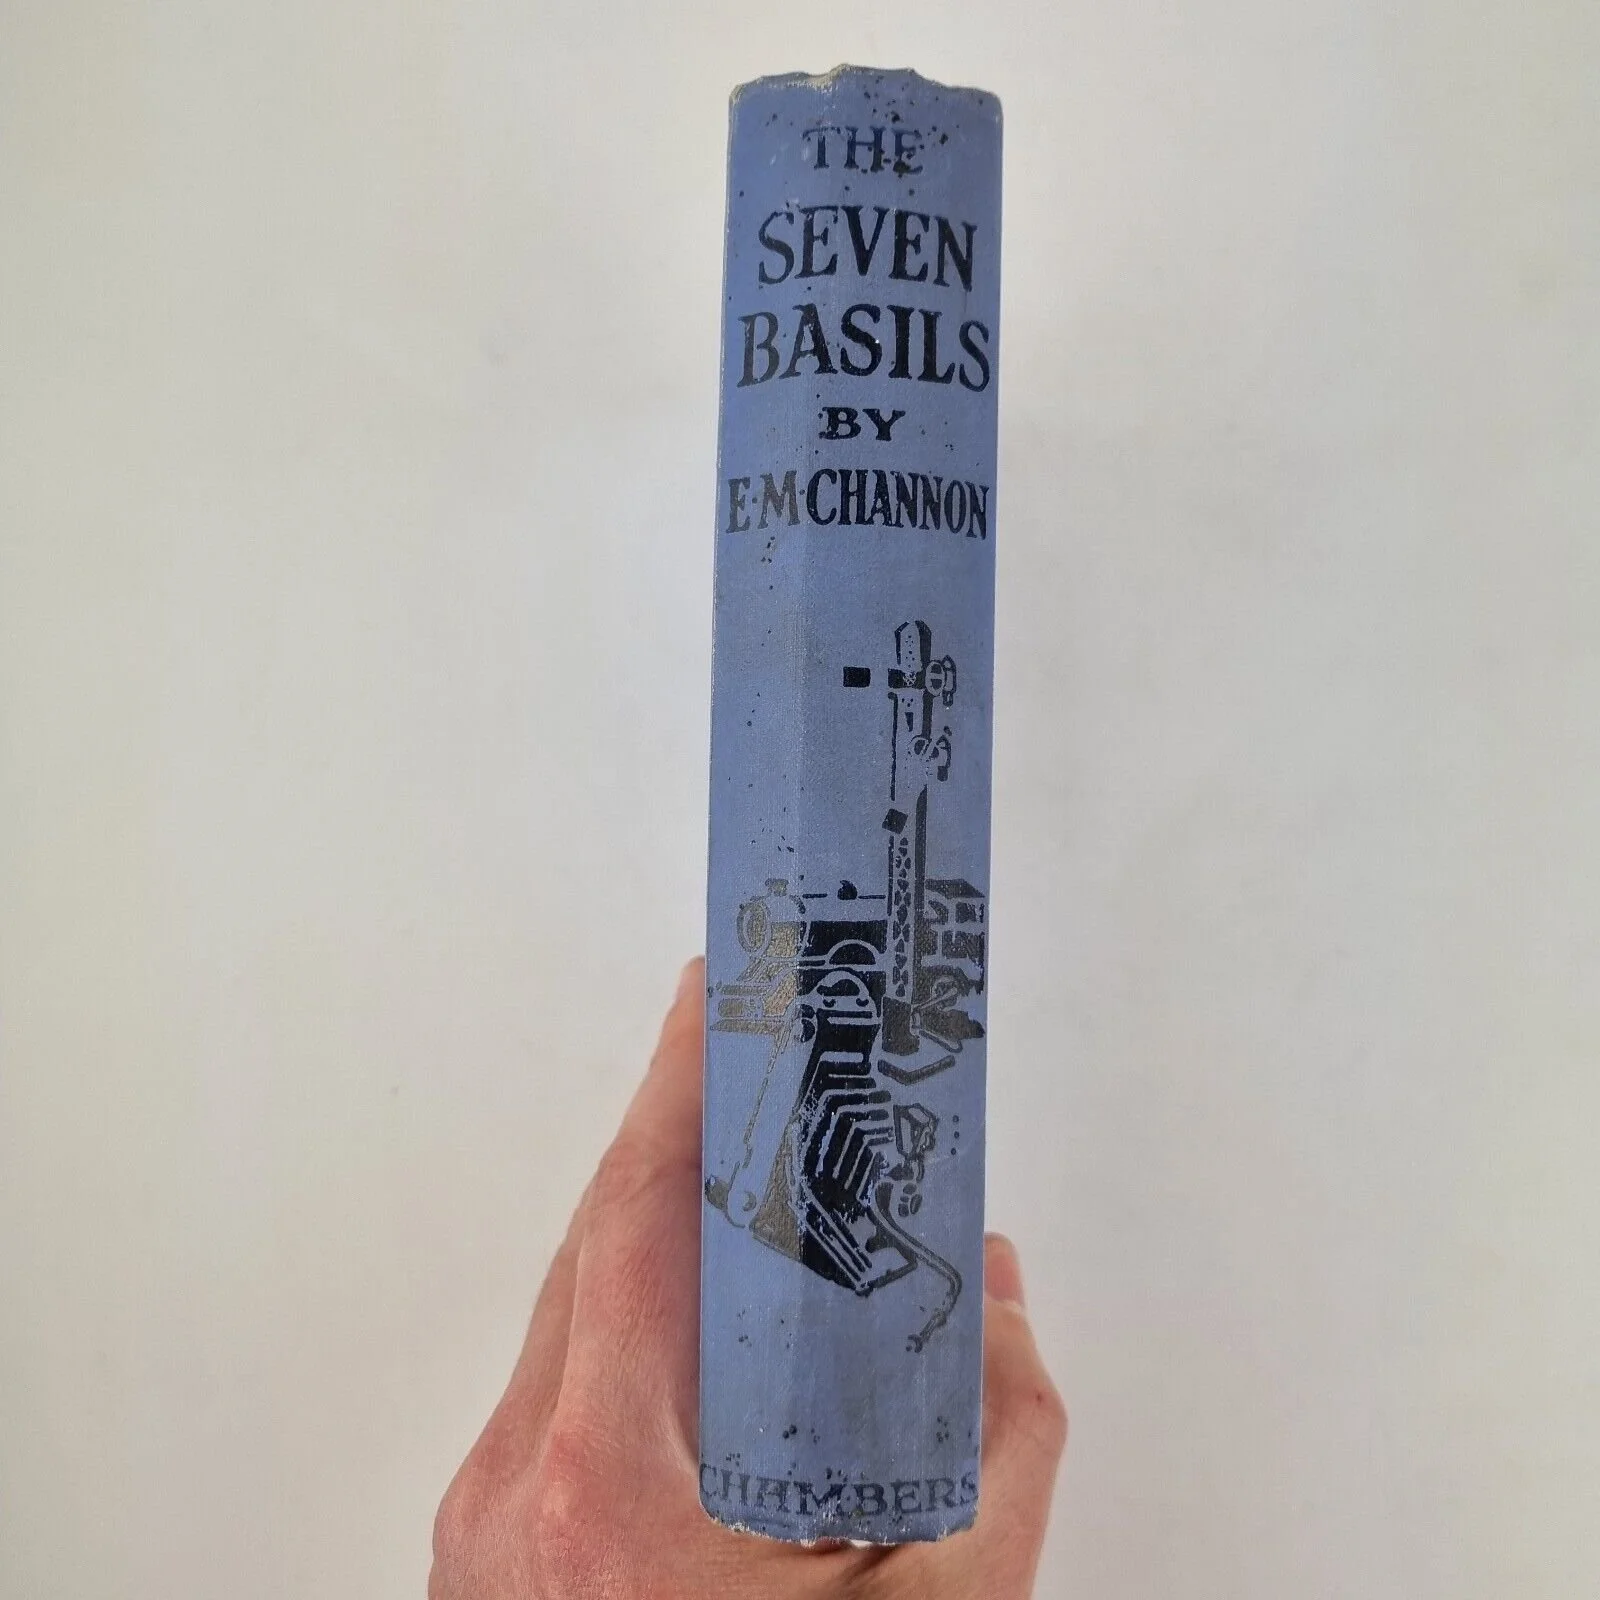 THE
SEVEN
BASILS
BY
E·M·CHANNON
CHAMBERS